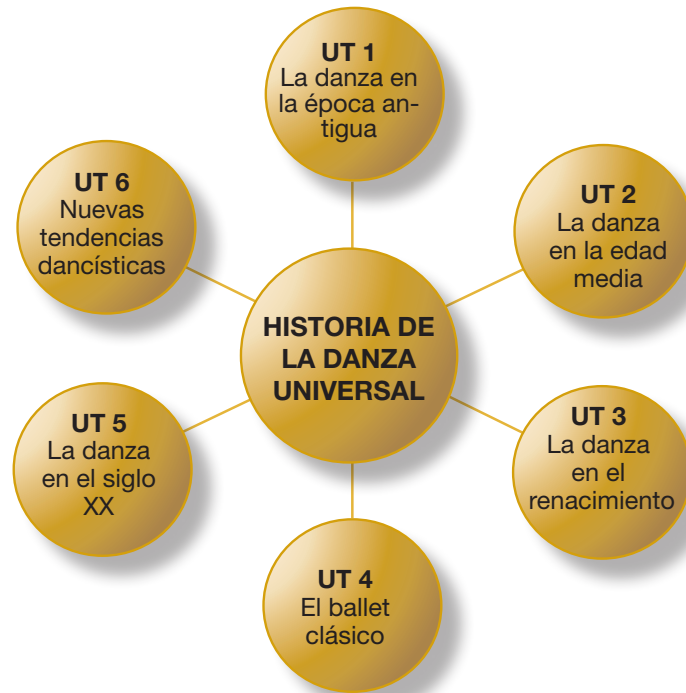 UT 1
La danza en
la época an-
tigua
UT 2
La danza
en la edad
media
UT 3
La danza
en el
renacimiento
UT 4
El ballet
clásico
UT 5
La danza
en el siglo
XX
UT 6
Nuevas
tendencias
dancísticas
HISTORIA DE
LA DANZA
UNIVERSAL